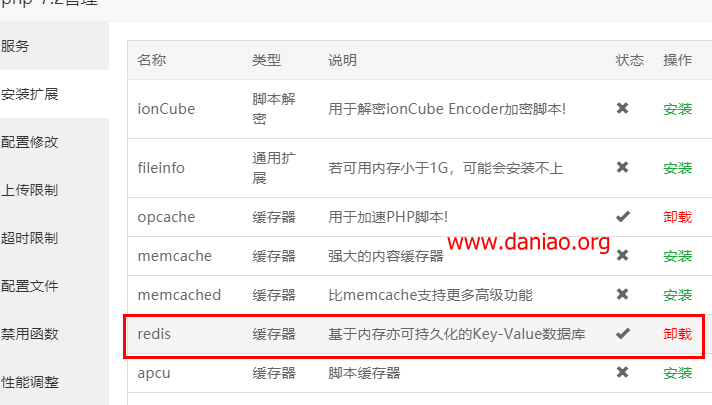 php-7.2管理
服务
安装扩展
配置修改
上传限制
超时限制
配置文件
禁用函数
性能调整
名称 类型 说明 状态 操作
ionCube 脚本解密 用于解密ionCube Encoder加密脚本! ✖ 安装
fileinfo 通用扩展 若可用内存小于1G，可能会安装不上 ✖ 安装
opcache 缓存器 用于加速PHP脚本! ✔ 卸载
www.daniao.org
memcache 缓存器 强大的内容缓存器 ✖ 安装
memcached 缓存器 比memcache支持更多高级功能 ✖ 安装
redis 缓存器 基于内存亦可持久化的Key-Value数据库 ✔ 卸载
apcu 缓存器 脚本缓存器 ✖ 安装